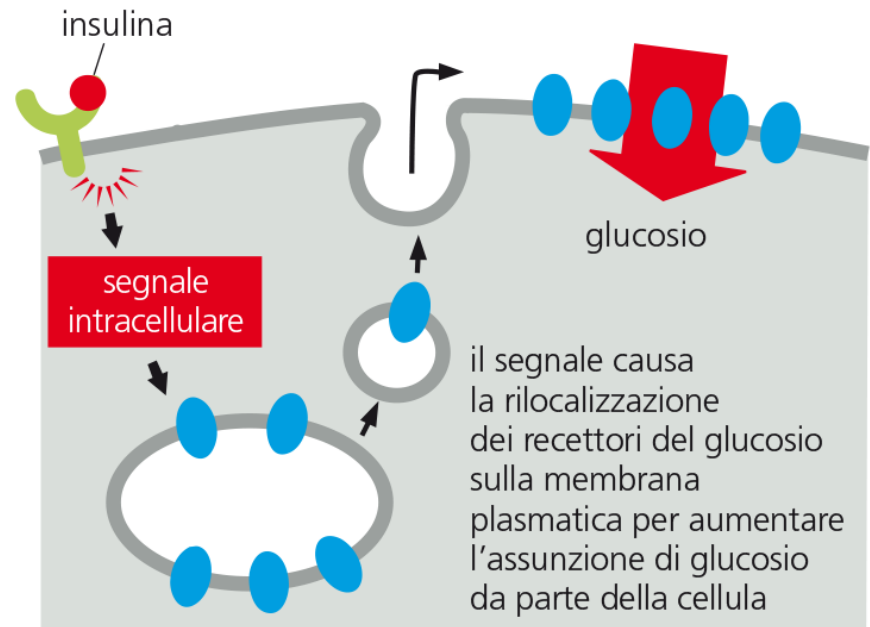 insulina
segnale
intracellulare
glucosio
il segnale causa
la rilocalizzazione
dei recettori del glucosio
sulla membrana
plasmatica per aumentare
l'assunzione di glucosio
da parte della cellula